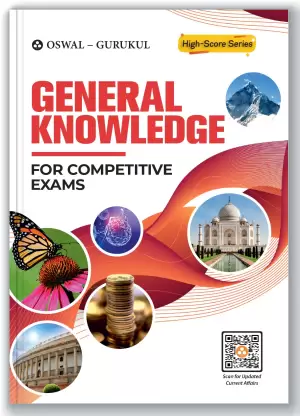 OSWAL – GURUKUL
High-Score Series
GENERAL
KNOWLEDGE
FOR COMPETITIVE
EXAMS
Scan for Updated
Current Affairs